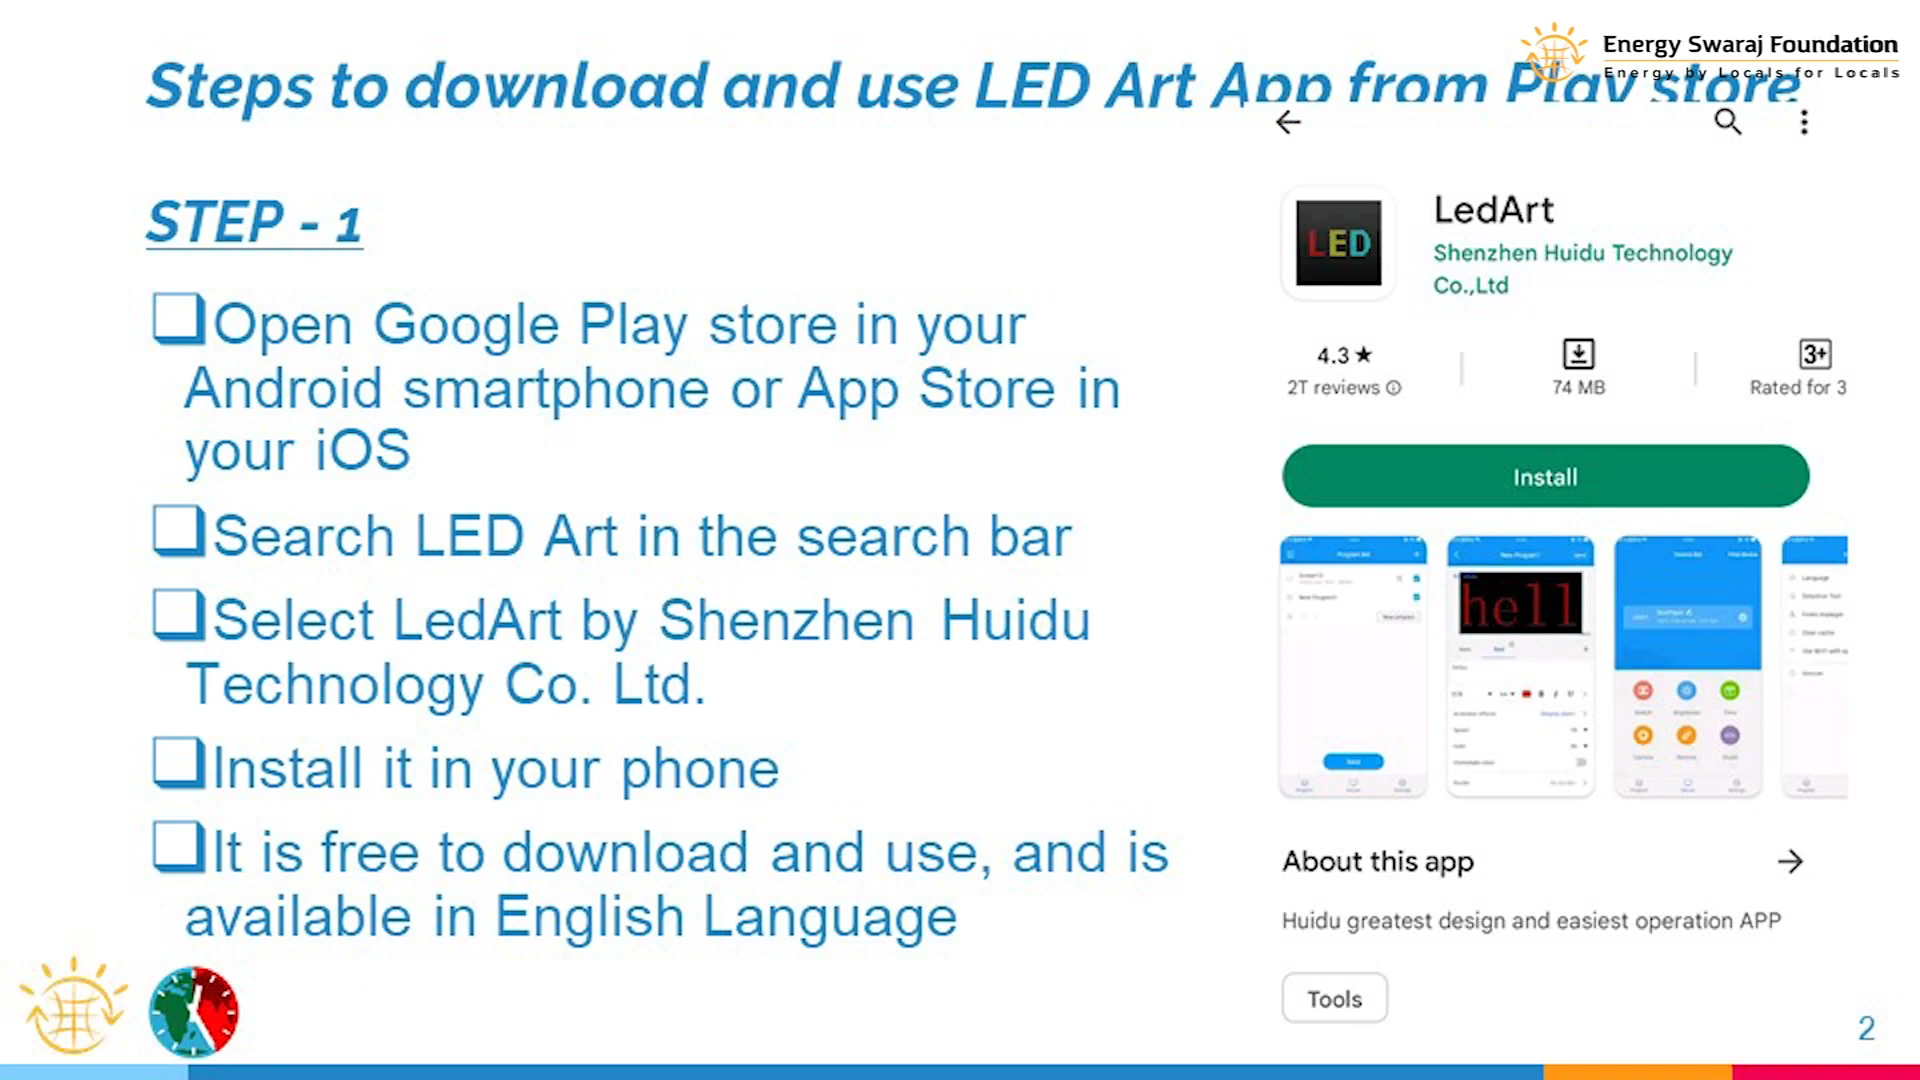 Energy Swaraj Foundation
Energy by Locals for Locals
Steps to download and use LED Art App from Play store
STEP - 1
Open Google Play store in your
Android smartphone or App Store in
your iOS
Search LED Art in the search bar
Select LedArt by Shenzhen Huidu
Technology Co. Ltd.
Install it in your phone
It is free to download and use, and is
available in English Language
LED
LedArt
Shenzhen Huidu Technology
Co.,Ltd
4.3★
2T reviews
74 MB
3+
Rated for 3
Install
hell
About this app
Huidu greatest design and easiest operation APP
Tools
2